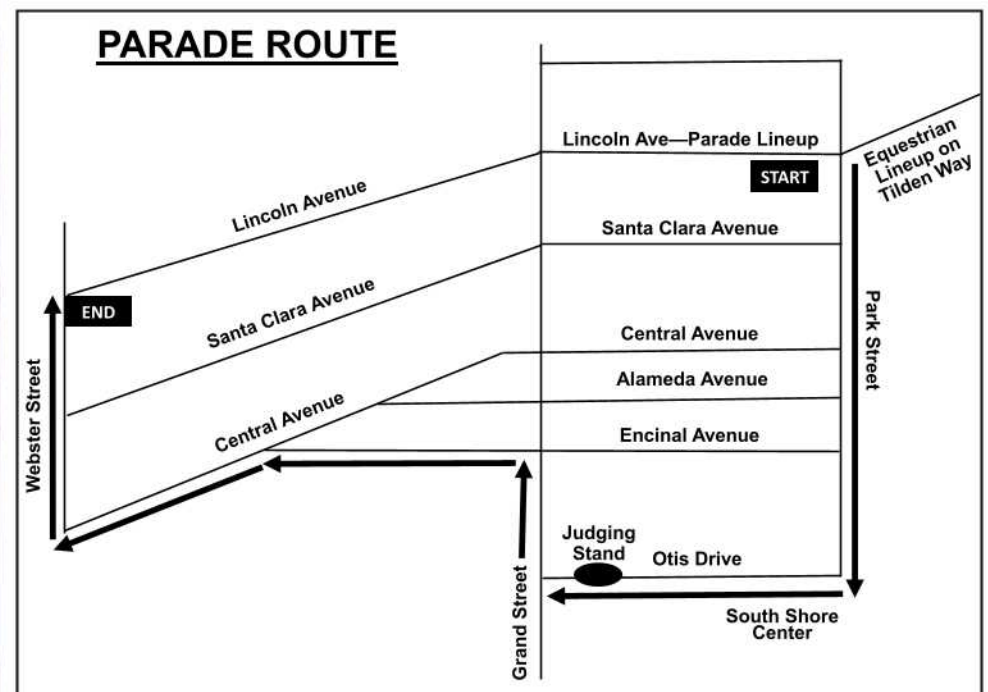 PARADE ROUTE
Lincoln Ave—Parade Lineup
START
Equestrian
Lineup on
Tilden Way
Lincoln Avenue
Santa Clara Avenue
END
Santa Clara Avenue
Park Street
Central Avenue
Alameda Avenue
Webster Street
Central Avenue
Encinal Avenue
Judging
Stand
Otis Drive
Grand Street
South Shore
Center